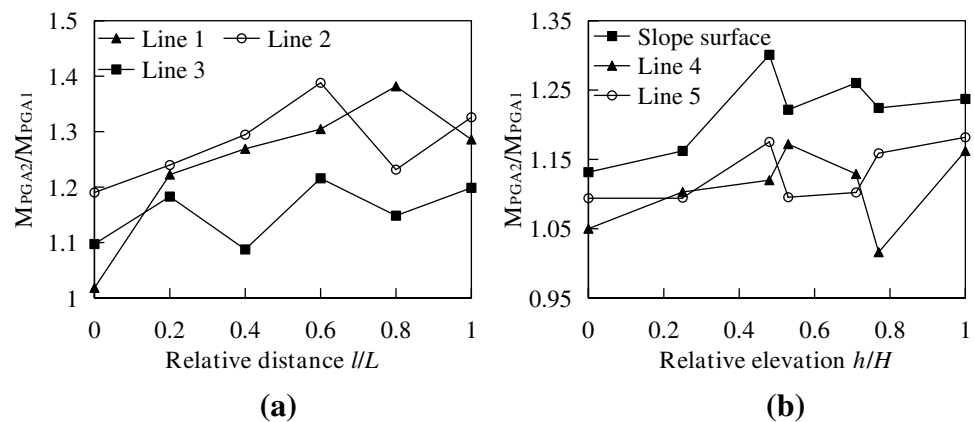 1.5
1.4
1.3
1.2
1.1
1
MPGA2/MPGA1
Line 1
Line 2
Line 3
0 0.2 0.4 0.6 0.8 1
Relative distance l/L
(a)
1.35
1.25
1.15
1.05
0.95
MPGA2/MPGA1
Slope surface
Line 4
Line 5
0 0.2 0.4 0.6 0.8 1
Relative elevation h/H
(b)